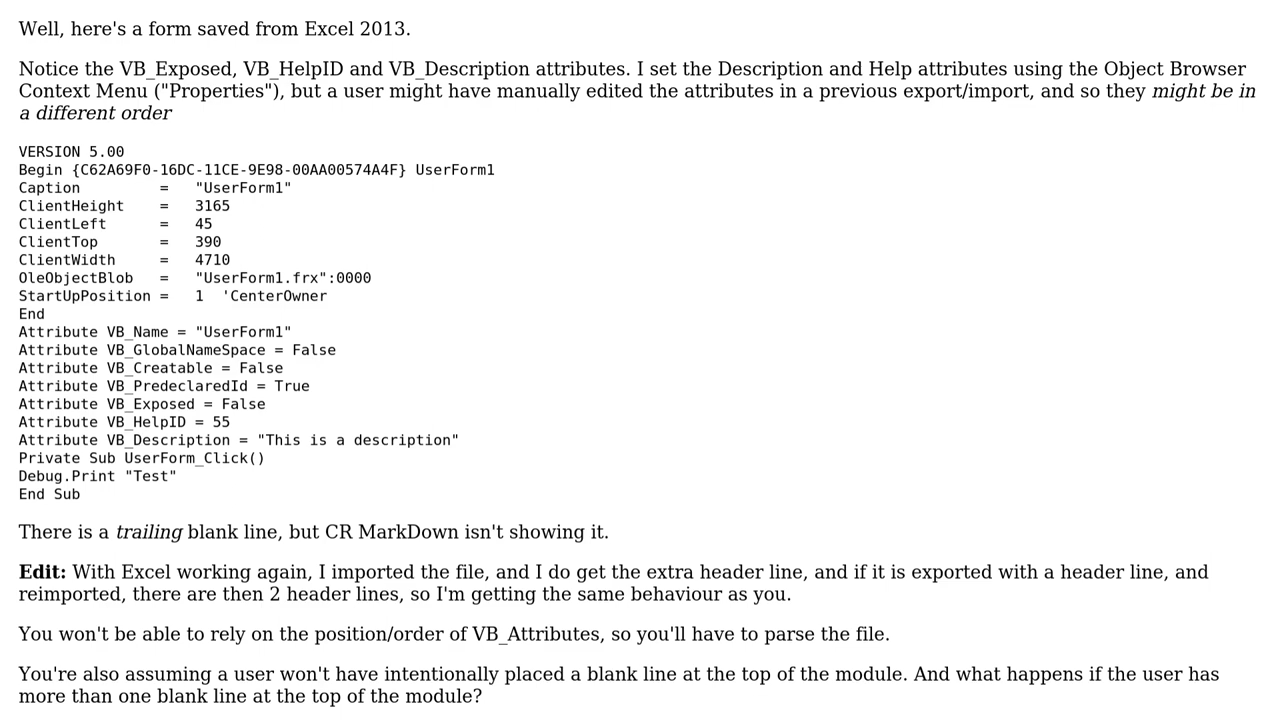 Well, here's a form saved from Excel 2013.
Notice the VB_Exposed, VB_HelpID and VB_Description attributes. I set the Description and Help attributes using the Object Browser
Context Menu ("Properties"), but a user might have manually edited the attributes in a previous export/import, and so they might be in
a different order
VERSION 5.00
Begin {C62A69F0-16DC-11CE-9E98-00AA00574A4F} UserForm1
Caption         =   "UserForm1"
ClientHeight    =   3165
ClientLeft      =   45
ClientTop       =   390
ClientWidth     =   4710
OleObjectBlob   =   "UserForm1.frx":0000
StartUpPosition =   1  'CenterOwner
End
Attribute VB_Name = "UserForm1"
Attribute VB_GlobalNameSpace = False
Attribute VB_Creatable = False
Attribute VB_PredeclaredId = True
Attribute VB_Exposed = False
Attribute VB_HelpID = 55
Attribute VB_Description = "This is a description"
Private Sub UserForm_Click()
Debug.Print "Test"
End Sub
There is a trailing blank line, but CR MarkDown isn't showing it.
Edit: With Excel working again, I imported the file, and I do get the extra header line, and if it is exported with a header line, and
reimported, there are then 2 header lines, so I'm getting the same behaviour as you.
You won't be able to rely on the position/order of VB_Attributes, so you'll have to parse the file.
You're also assuming a user won't have intentionally placed a blank line at the top of the module. And what happens if the user has
more than one blank line at the top of the module?